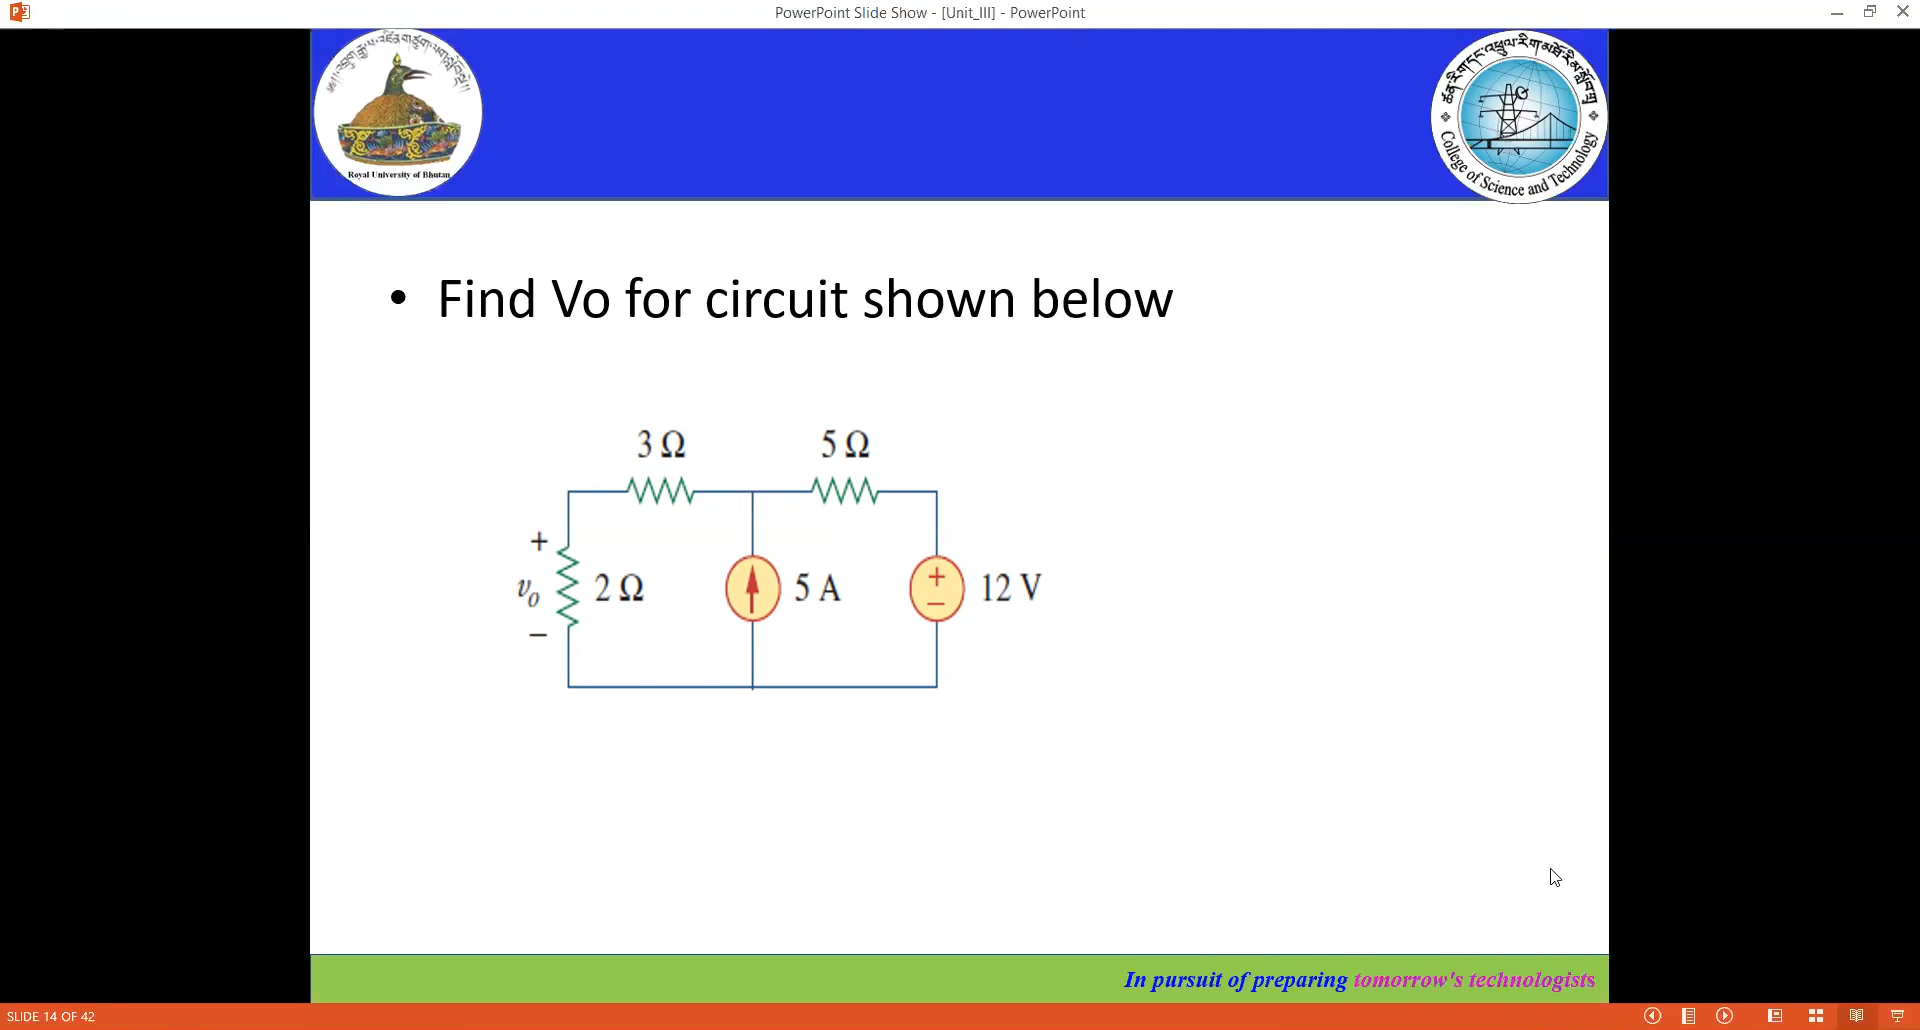 PowerPoint Slide Show - [Unit_III] - PowerPoint
Royal University of Bhutan
College of Science and Technology
• Find Vo for circuit shown below
3 Ω
5 Ω
+
v₀
−
2 Ω
5 A
+
−
12 V
In pursuit of preparing tomorrow's technologists
SLIDE 14 OF 42